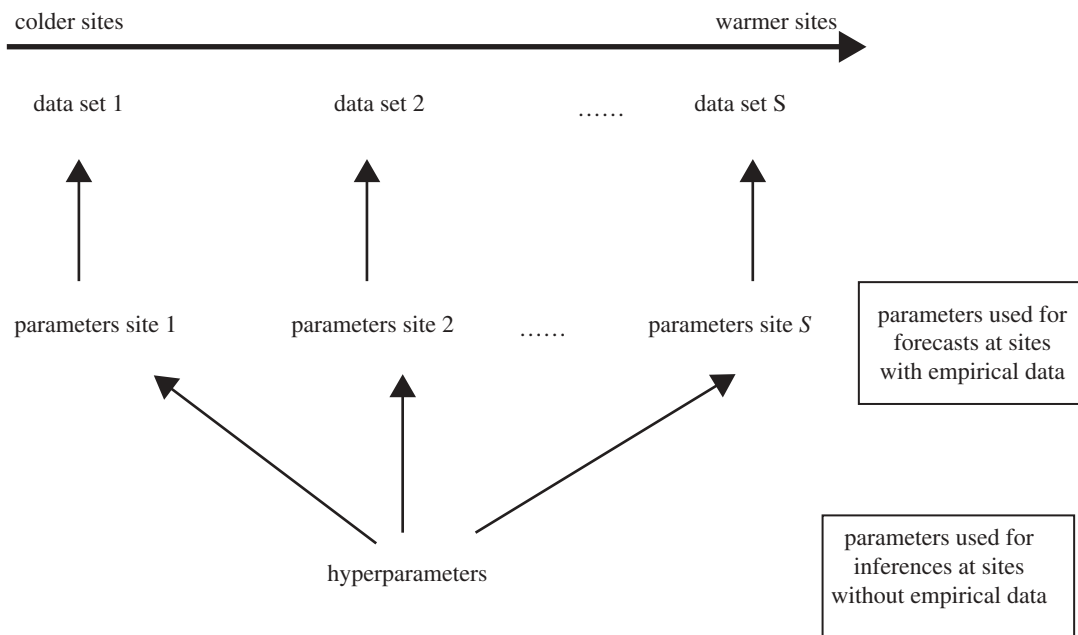 colder sites
warmer sites
data set 1
data set 2
......
data set S
parameters site 1
parameters site 2
......
parameters site S
parameters used for
forecasts at sites
with empirical data
hyperparameters
parameters used for
inferences at sites
without empirical data